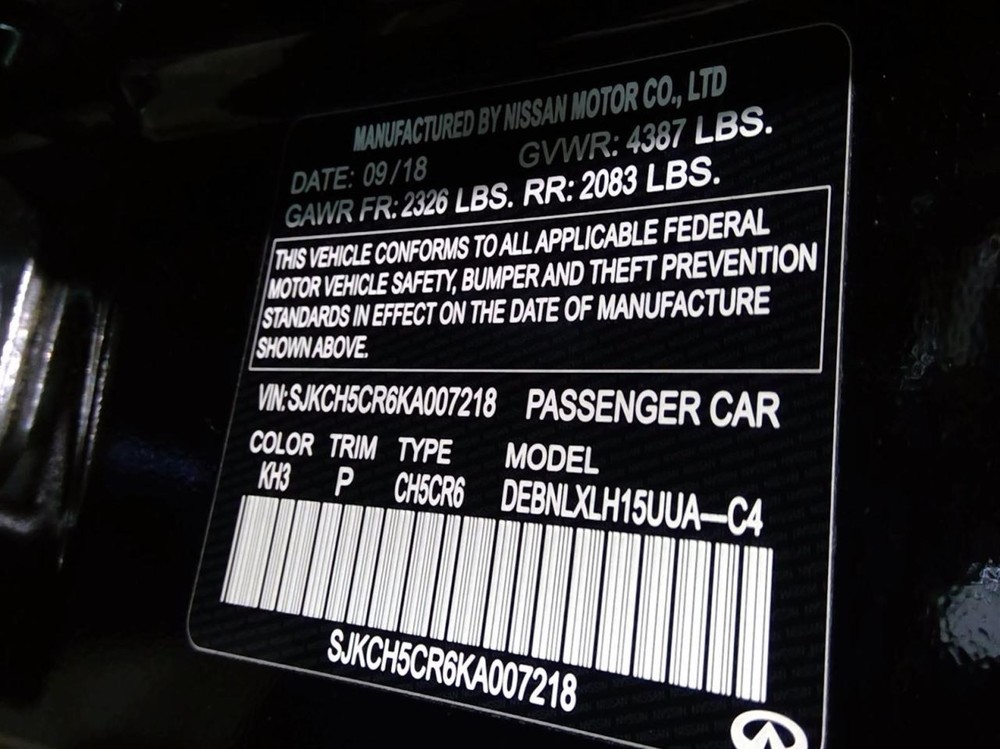 MANUFACTURED BY NISSAN MOTOR CO., LTD
DATE: 09/18 GVWR: 4387 LBS.
GAWR FR: 2326 LBS. RR: 2083 LBS.
THIS VEHICLE CONFORMS TO ALL APPLICABLE FEDERAL
MOTOR VEHICLE SAFETY, BUMPER AND THEFT PREVENTION
STANDARDS IN EFFECT ON THE DATE OF MANUFACTURE
SHOWN ABOVE.
VIN:SJKCH5CR6KA007218 PASSENGER CAR
COLOR TRIM TYPE MODEL
KH3 P CH5CR6 DEBNLXLH15UUA—C4
SJKCH5CR6KA007218